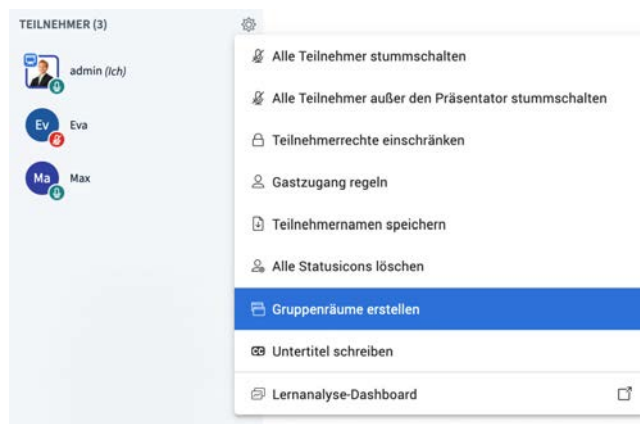 TEILNEHMER (3)
admin (Ich)
Ev Eva
Ma Max
Alle Teilnehmer stummschalten
Alle Teilnehmer außer den Präsentator stummschalten
Teilnehmerrechte einschränken
Gastzugang regeln
Teilnehmernamen speichern
Alle Statusicons löschen
Gruppenräume erstellen
CC Untertitel schreiben
Lernanalyse-Dashboard